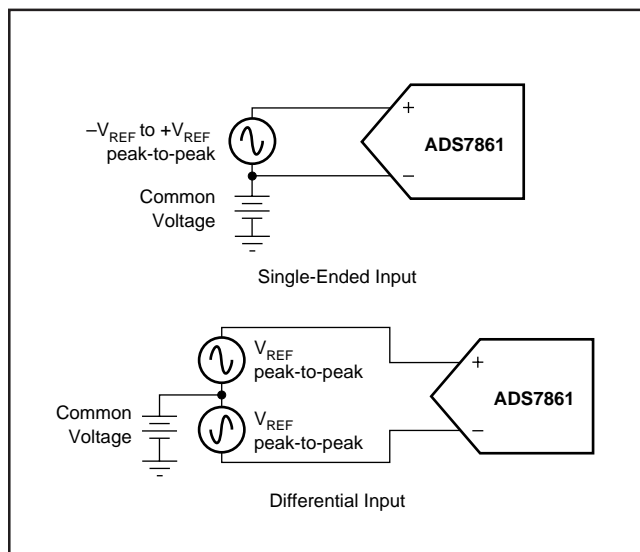 –VREF to +VREF
peak-to-peak
+
ADS7861
–
Common
Voltage
Single-Ended Input
VREF
peak-to-peak
+
ADS7861
Common
Voltage
VREF
peak-to-peak
–
Differential Input